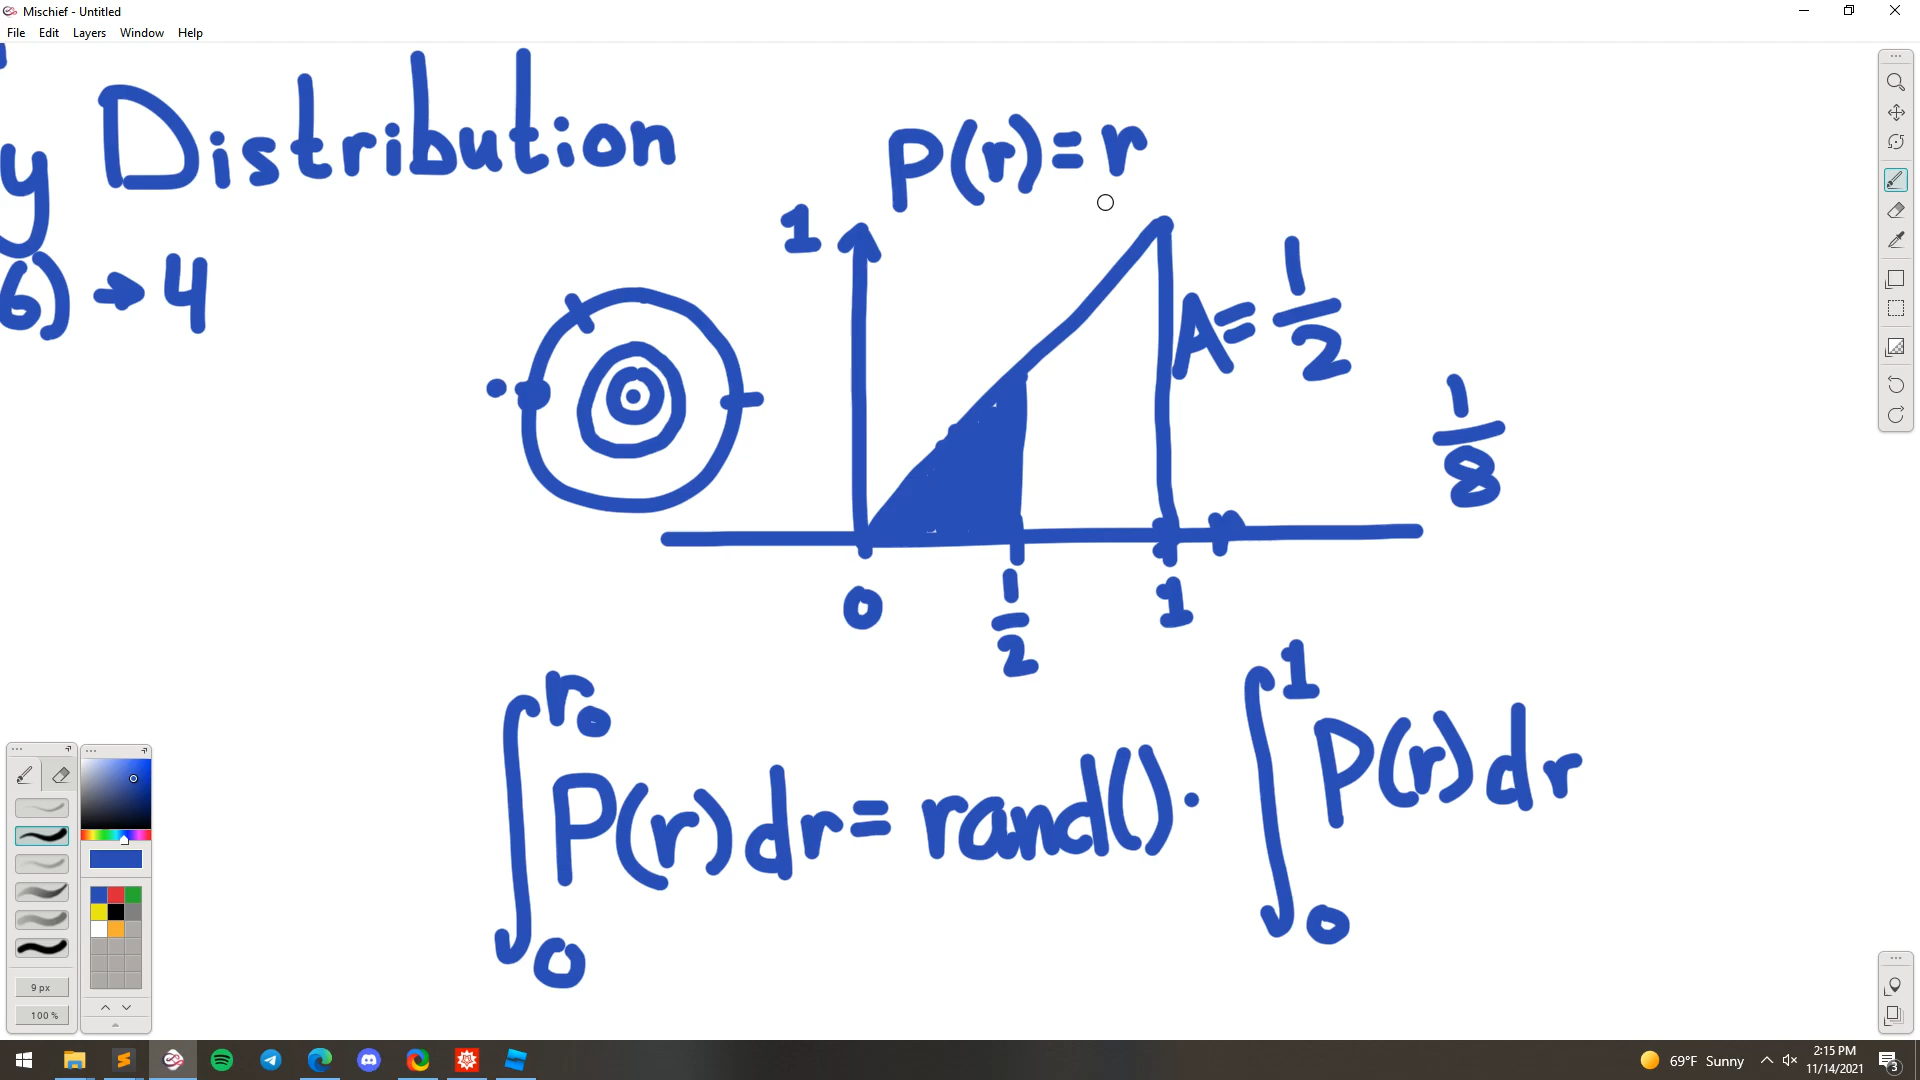 Mischief - Untitled
File Edit Layers Window Help
y Distribution
6) → 4
P(r)=r
1
A= 1/2
1/8
0
1/2
1
∫₀^r₀ P(r)dr = rand() · ∫₀^1 P(r)dr
9 px
100 %
69°F Sunny
2:15 PM
11/14/2021
3